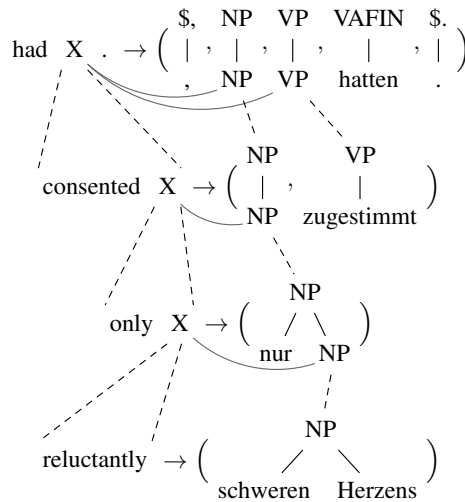 $, NP VP VAFIN $.
had X . → ( | , | , | , | , | )
, NP VP hatten .
NP VP
consented X → ( | , | )
NP zugestimmt
NP
only X → ( )
nur NP
NP
reluctantly → ( )
schweren Herzens